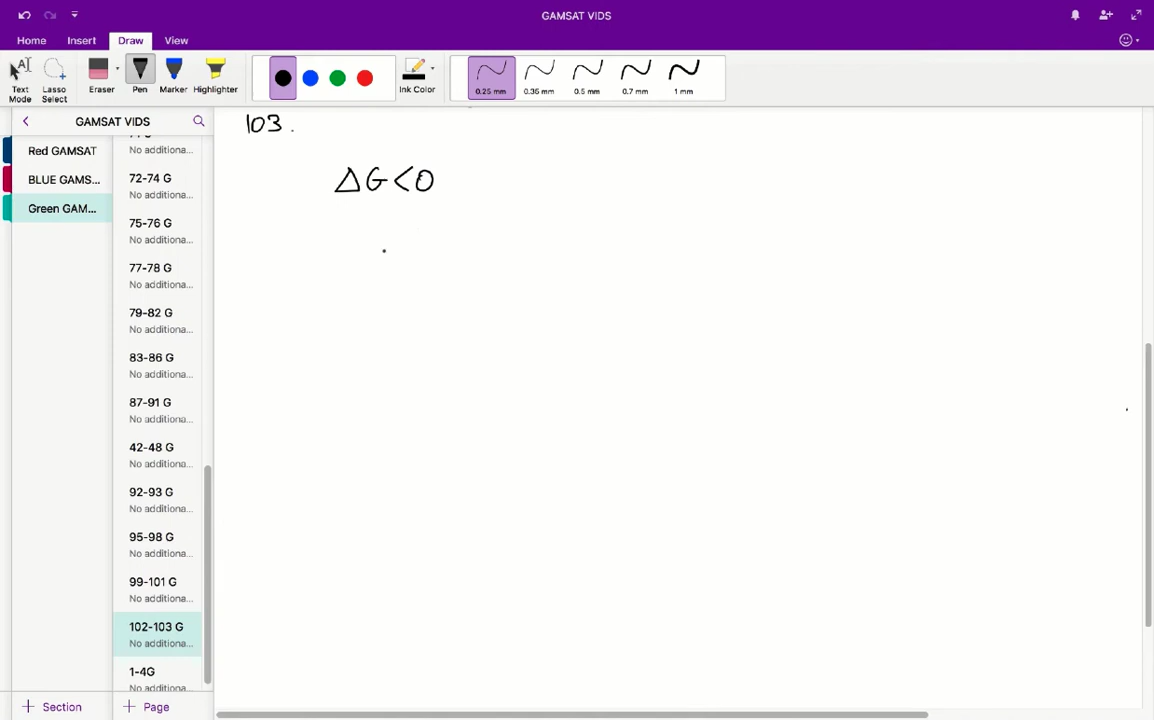 GAMSAT VIDS
Home Insert Draw View
Text Mode
Lasso Select
Eraser
Pen
Marker
Highlighter
Ink Color
0.25 mm
0.35 mm
0.5 mm
0.7 mm
1 mm
GAMSAT VIDS
Red GAMSAT
BLUE GAMS...
Green GAM...
No additiona...
72-74 G
No additiona...
75-76 G
No additiona...
77-78 G
No additiona...
79-82 G
No additiona...
83-86 G
No additiona...
87-91 G
No additiona...
42-48 G
No additiona...
92-93 G
No additiona...
95-98 G
No additiona...
99-101 G
No additiona...
102-103 G
No additiona...
1-4G
No additiona...
+ Section
+ Page
103.
ΔG<0